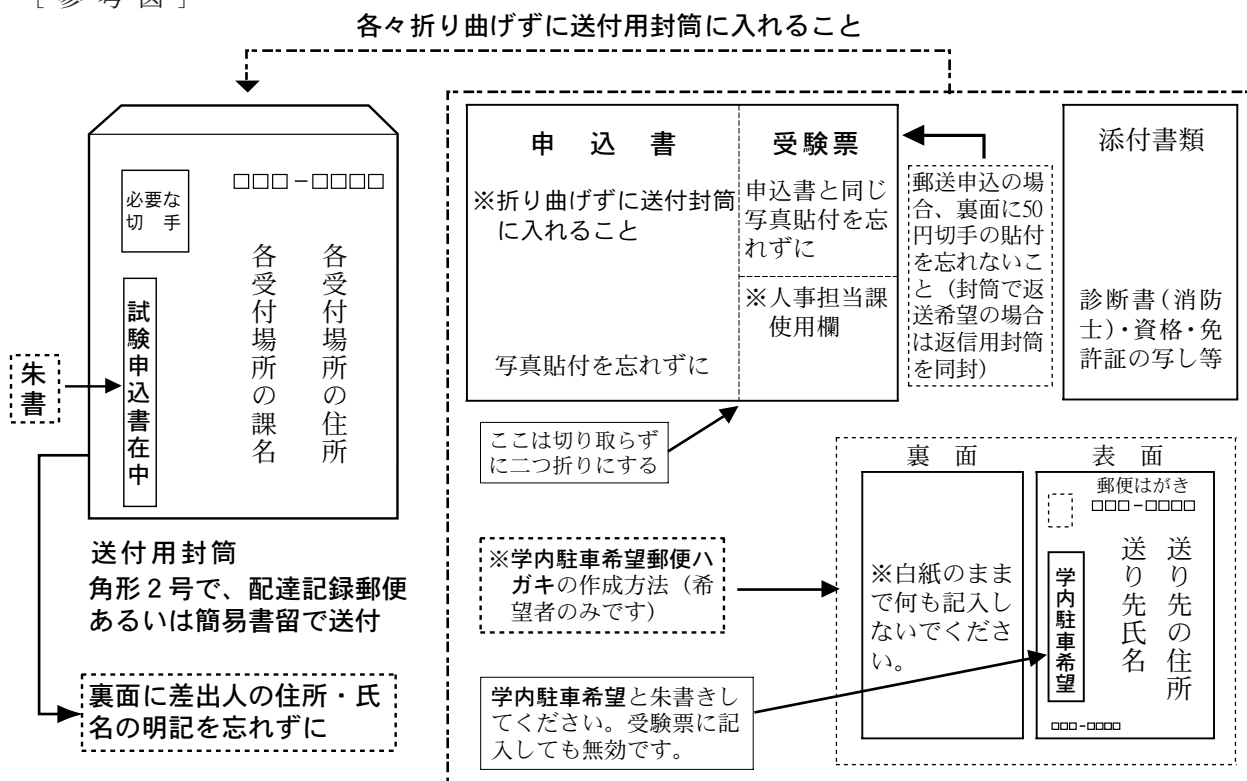 ［参考図］
各々折り曲げずに送付用封筒に入れること
必要な
切　手
□□□－□□□□
各受付場所の住所
各受付場所の課名
試験申込書在中
朱書
送付用封筒
角形２号で、配達記録郵便
あるいは簡易書留で送付
裏面に差出人の住所・氏
名の明記を忘れずに
申　込　書
※折り曲げずに送付封筒
に入れること
写真貼付を忘れずに
受験票
申込書と同じ
写真貼付を忘
れずに
※人事担当課
使用欄
郵送申込の場
合、裏面に50
円切手の貼付
を忘れないこ
と（封筒で返
送希望の場合
は返信用封筒
を同封）
添付書類
診断書（消防
士）・資格・免
許証の写し等
ここは切り取らず
に二つ折りにする
※学内駐車希望郵便ハ
ガキの作成方法（希
望者のみです）
学内駐車希望と朱書きし
てください。受験票に記
入しても無効です。
裏　面
※白紙のまま
で何も記入し
ないでくださ
い。
表　面
郵便はがき
□□□－□□□□
送り先の住所
送り先氏名
学内駐車希望
□□□－□□□□